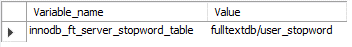 Variable_name Value
innodb_ft_server_stopword_table fulltextdb/user_stopword